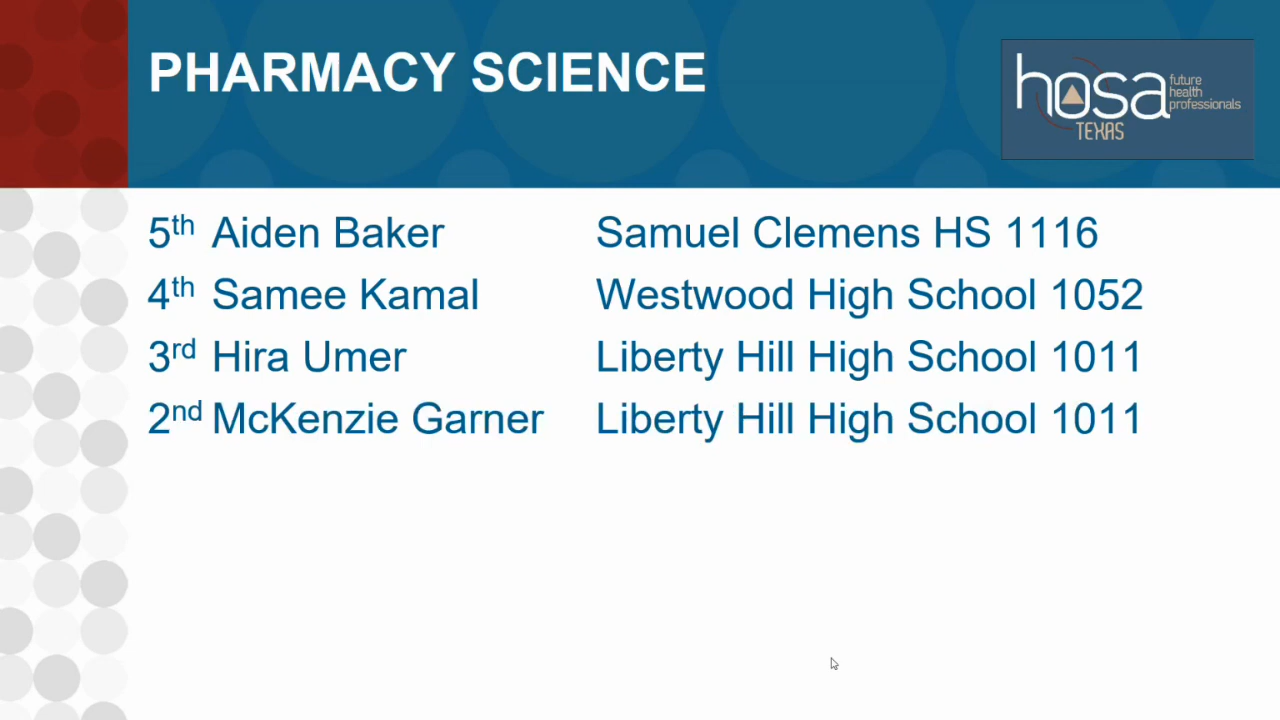 PHARMACY SCIENCE
hosa future health professionals
TEXAS
5th Aiden Baker Samuel Clemens HS 1116
4th Samee Kamal Westwood High School 1052
3rd Hira Umer Liberty Hill High School 1011
2nd McKenzie Garner Liberty Hill High School 1011